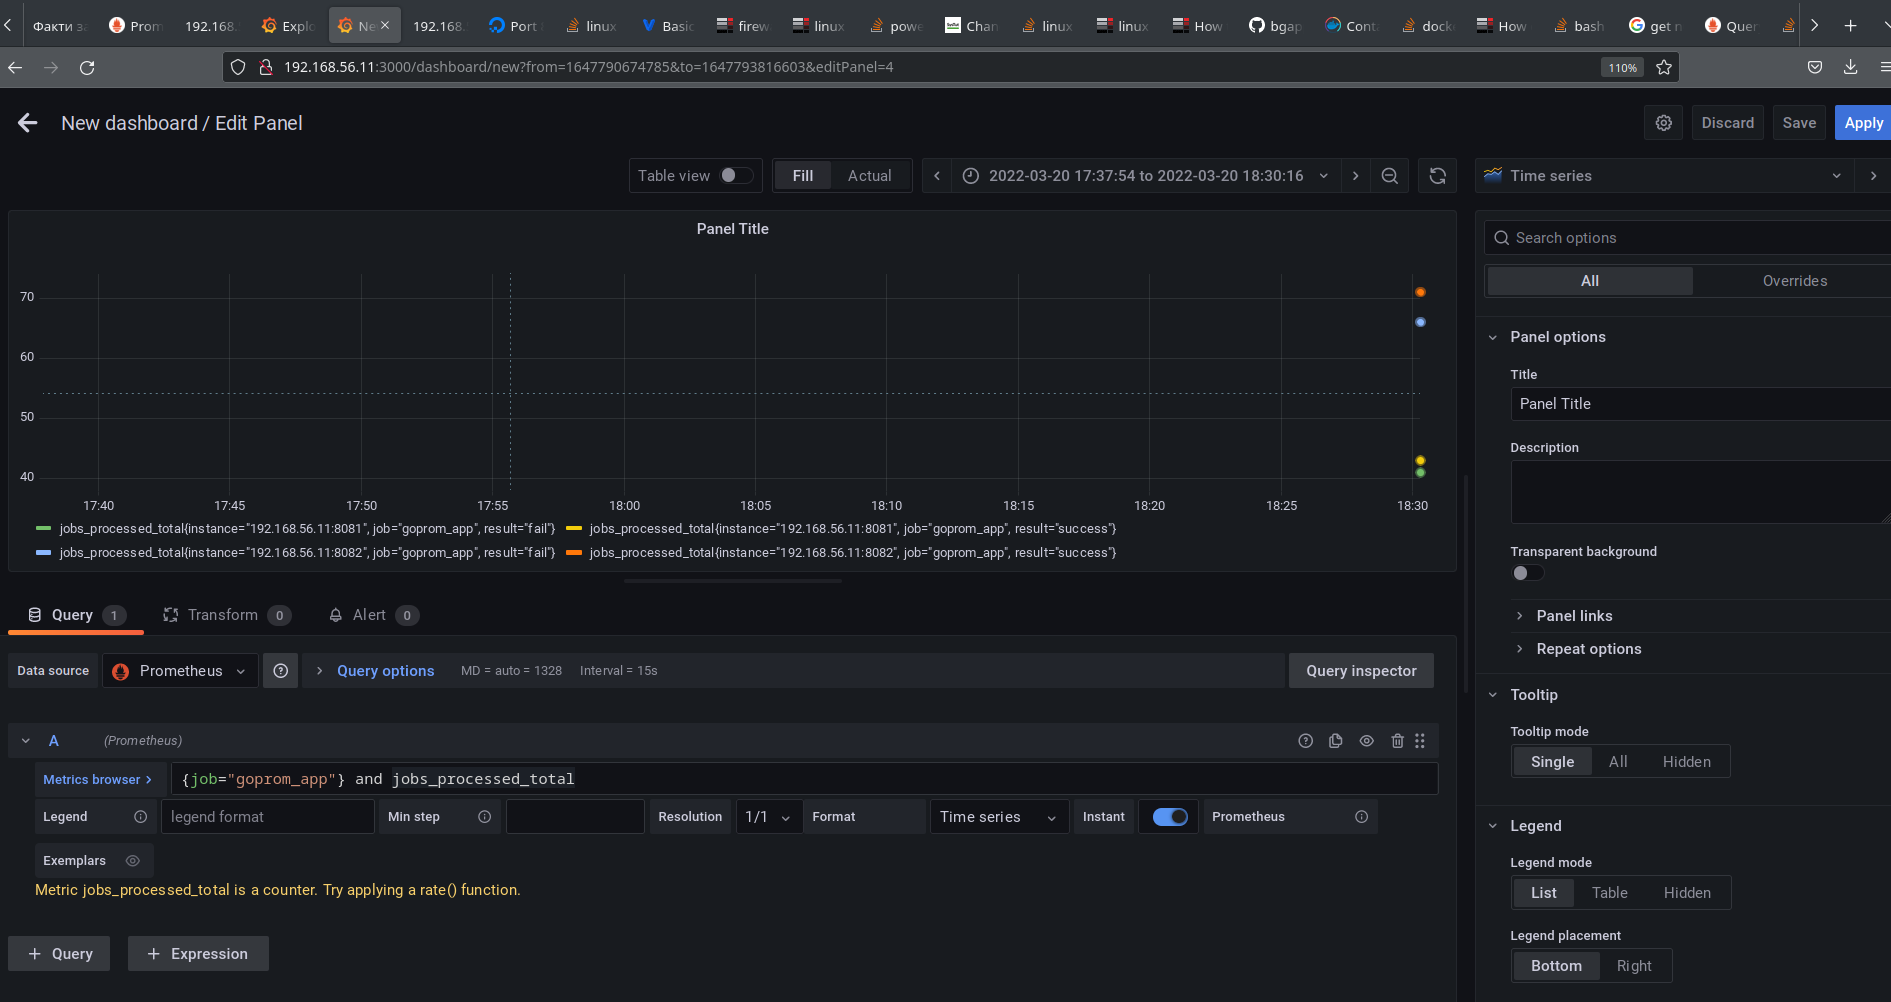 Факти за Prom 192.168. Explo Ne 192.168.5 Port linux Basic firew linux powe Chan linux linux How bgap Cont docke How bash get n Quer
192.168.56.11:3000/dashboard/new?from=1647790674785&to=1647793816603&editPanel=4 110%
New dashboard / Edit Panel Discard Save Apply
Table view Fill Actual 2022-03-20 17:37:54 to 2022-03-20 18:30:16 Time series
Panel Title
Search options
All Overrides
70
60
50
40
17:40 17:45 17:50 17:55 18:00 18:05 18:10 18:15 18:20 18:25 18:30
jobs_processed_total{instance="192.168.56.11:8081", job="goprom_app", result="fail"} jobs_processed_total{instance="192.168.56.11:8081", job="goprom_app", result="success"}
jobs_processed_total{instance="192.168.56.11:8082", job="goprom_app", result="fail"} jobs_processed_total{instance="192.168.56.11:8082", job="goprom_app", result="success"}
Query 1 Transform 0 Alert 0
Data source Prometheus Query options MD = auto = 1328 Interval = 15s Query inspector
A (Prometheus)
Metrics browser > {job="goprom_app"} and jobs_processed_total
Legend legend format Min step Resolution 1/1 Format Time series Instant Prometheus
Exemplars
Metric jobs_processed_total is a counter. Try applying a rate() function.
+ Query + Expression
Panel options
Title
Panel Title
Description
Transparent background
Panel links
Repeat options
Tooltip
Tooltip mode
Single All Hidden
Legend
Legend mode
List Table Hidden
Legend placement
Bottom Right